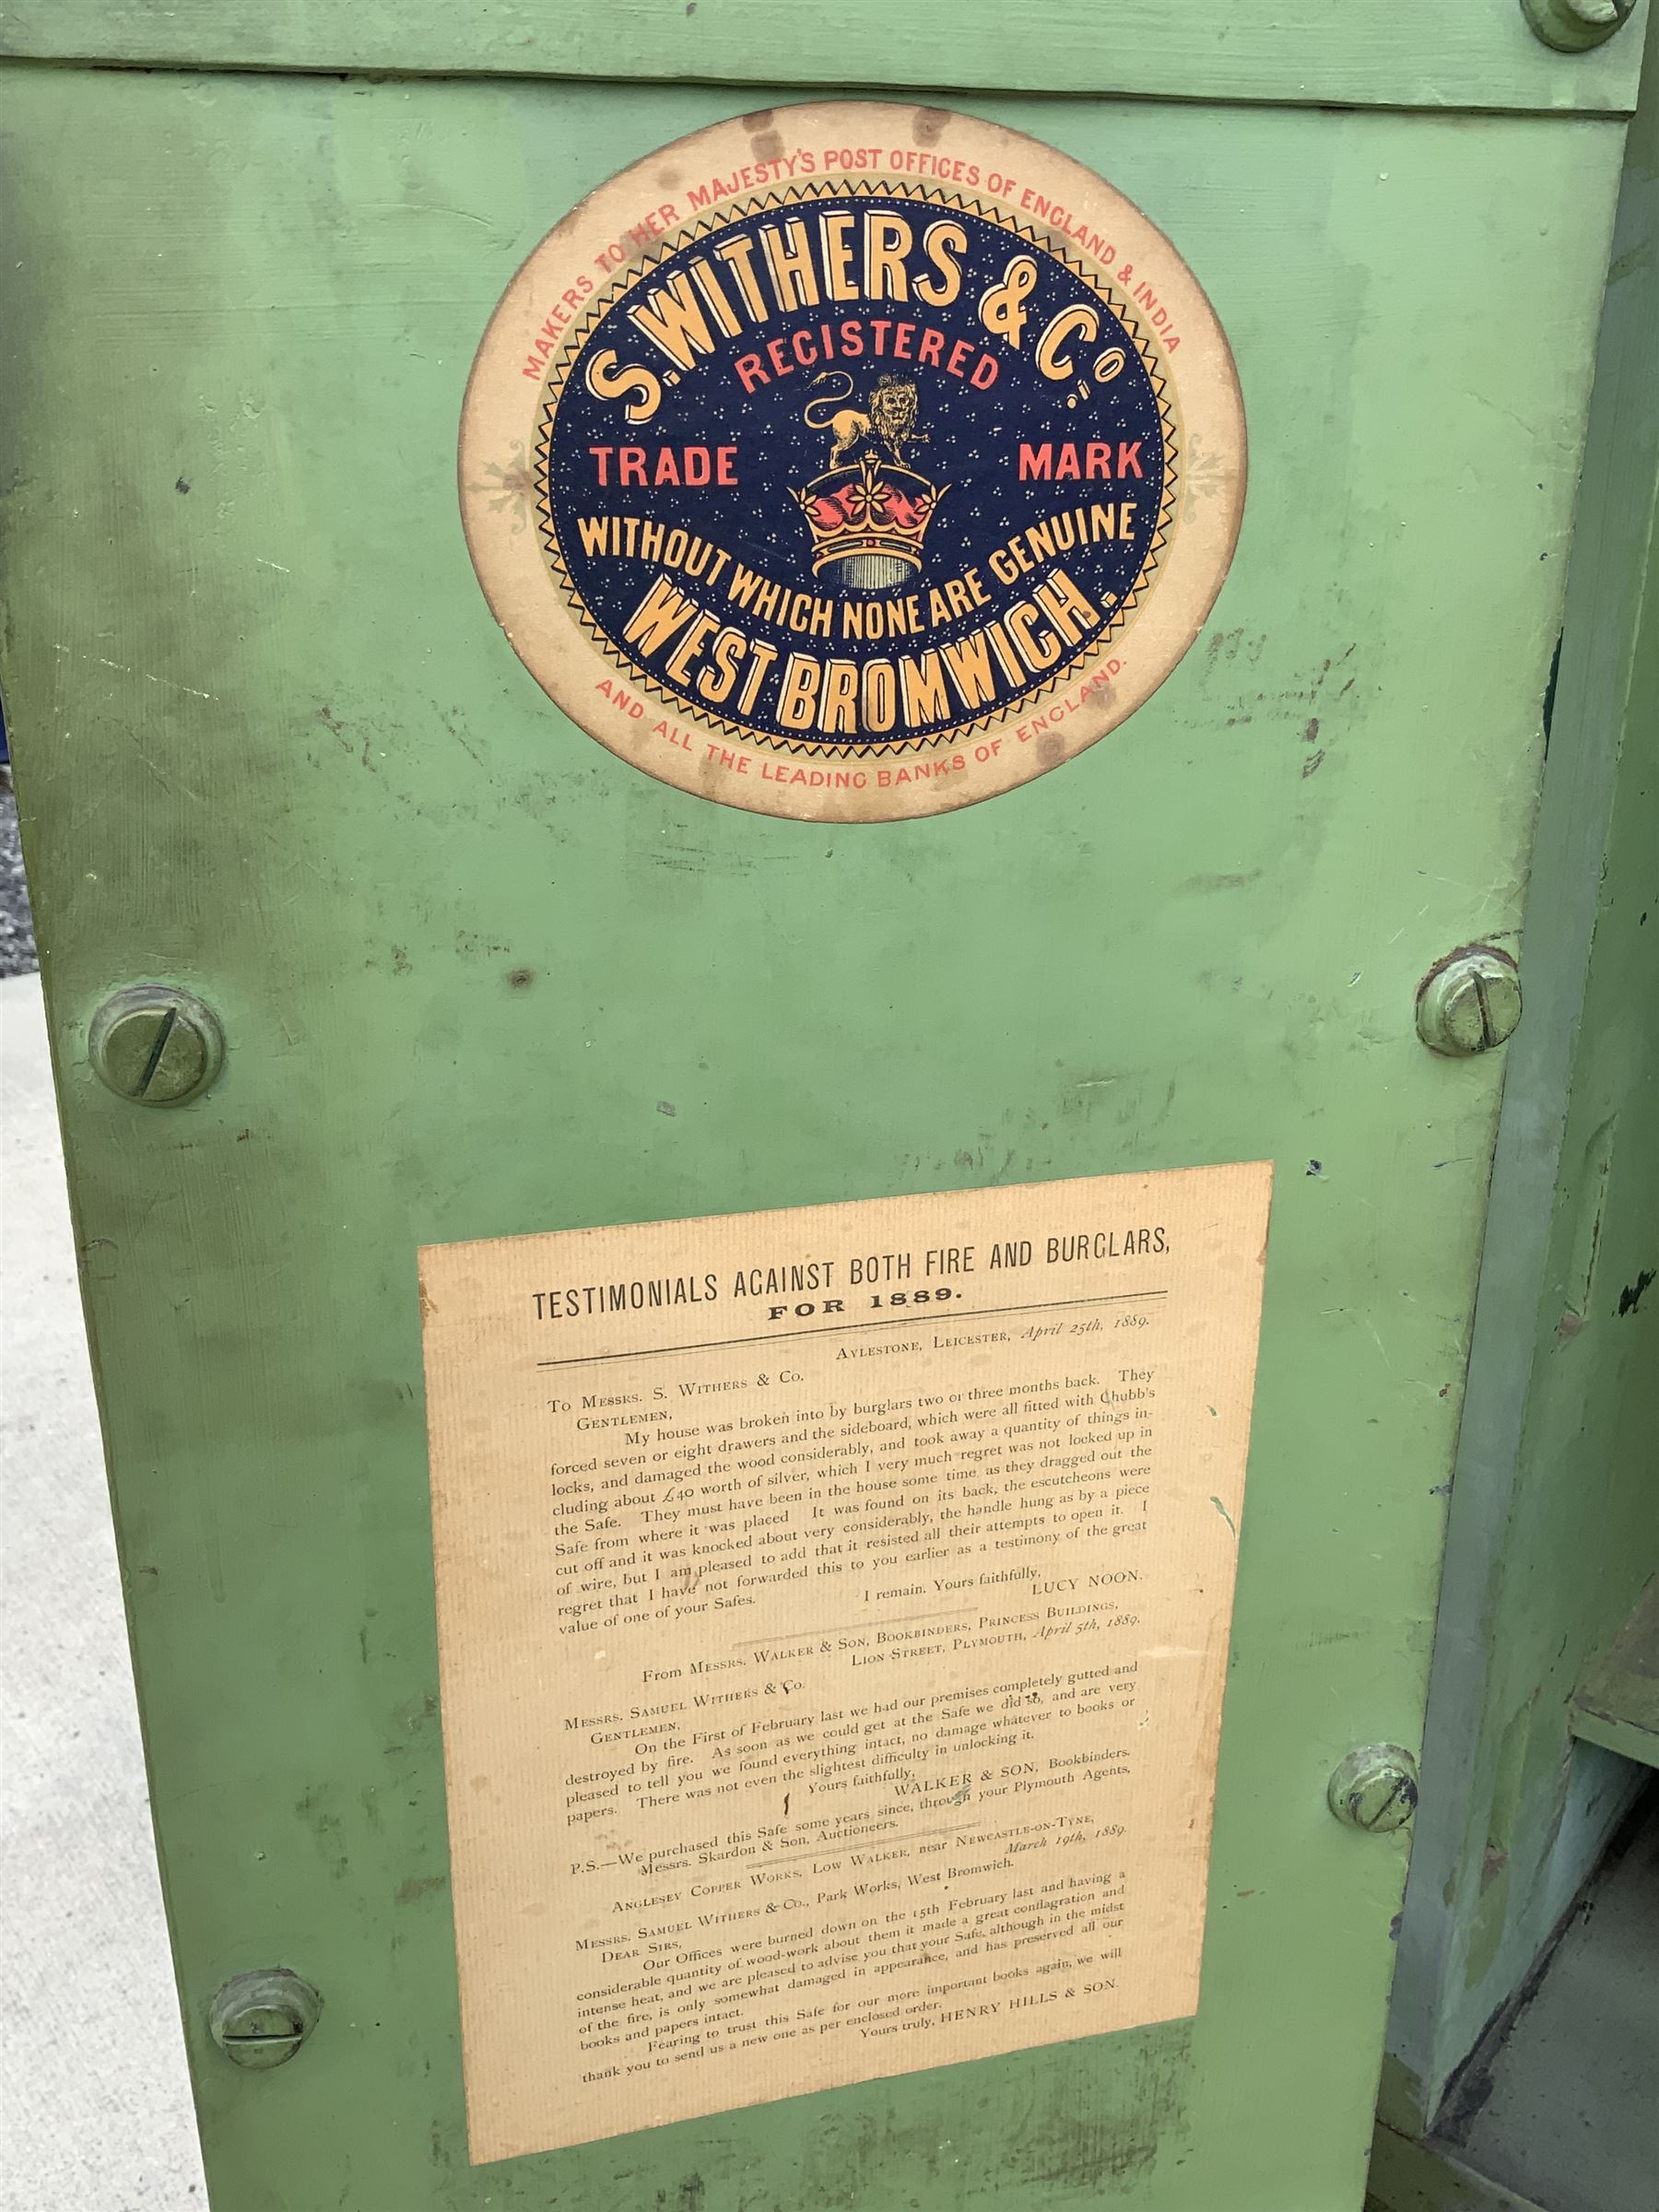 MAKERS TO HER MAJESTY'S POST OFFICES OF ENGLAND & INDIA
S. WITHERS & Co.
REGISTERED
TRADE MARK
WITHOUT WHICH NONE ARE GENUINE
WEST BROMWICH.
AND ALL THE LEADING BANKS OF ENGLAND.
TESTIMONIALS AGAINST BOTH FIRE AND BURGLARS,
FOR 1889.
AYLESTONE, LEICESTER, April 25th, 1889.
To MESSRS. S. WITHERS & Co.
GENTLEMEN,
My house was broken into by burglars two or three months back. They
forced seven or eight drawers and the sideboard, which were all fitted with Chubb's
locks, and damaged the wood considerably, and took away a quantity of things in-
cluding about £40 worth of silver, which I very much regret was not locked up in
the Safe. They must have been in the house some time, as they dragged out the
Safe from where it was placed It was found on its back, the escutcheons were
cut off and it was knocked about very considerably, the handle hung as by a piece
of wire, but I am pleased to add that it resisted all their attempts to open it. I
regret that I have not forwarded this to you earlier as a testimony of the great
value of one of your Safes.
I remain. Yours faithfully,
LUCY NOON.
From MESSRS. WALKER & SON, BOOKBINDERS, PRINCESS BUILDINGS,
LION STREET, PLYMOUTH, April 5th, 1889.
MESSRS. SAMUEL WITHERS & Co.
GENTLEMEN,
On the First of February last we had our premises completely gutted and
destroyed by fire. As soon as we could get at the Safe we did so, and are very
pleased to tell you we found everything intact, no damage whatever to books or
papers. There was not even the slightest difficulty in unlocking it.
Yours faithfully,
WALKER & SON, Bookbinders.
P.S.—We purchased this Safe some years since, through your Plymouth Agents,
Messrs. Skardon & Son, Auctioneers.
ANGLESEY COPPER WORKS, LOW WALKER, near NEWCASTLE-ON-TYNE,
March 19th, 1889.
MESSRS. SAMUEL WITHERS & Co., Park Works, West Bromwich.
DEAR SIRS,
Our Offices were burned down on the 15th February last and having a
considerable quantity of wood-work about them it made a great conflagration and
intense heat, and we are pleased to advise you that your Safe, although in the midst
of the fire, is only somewhat damaged in appearance, and has preserved all our
books and papers intact.
Fearing to trust this Safe for our more important books again, we will
thank you to send us a new one as per enclosed order.
Yours truly, HENRY HILLS & SON.